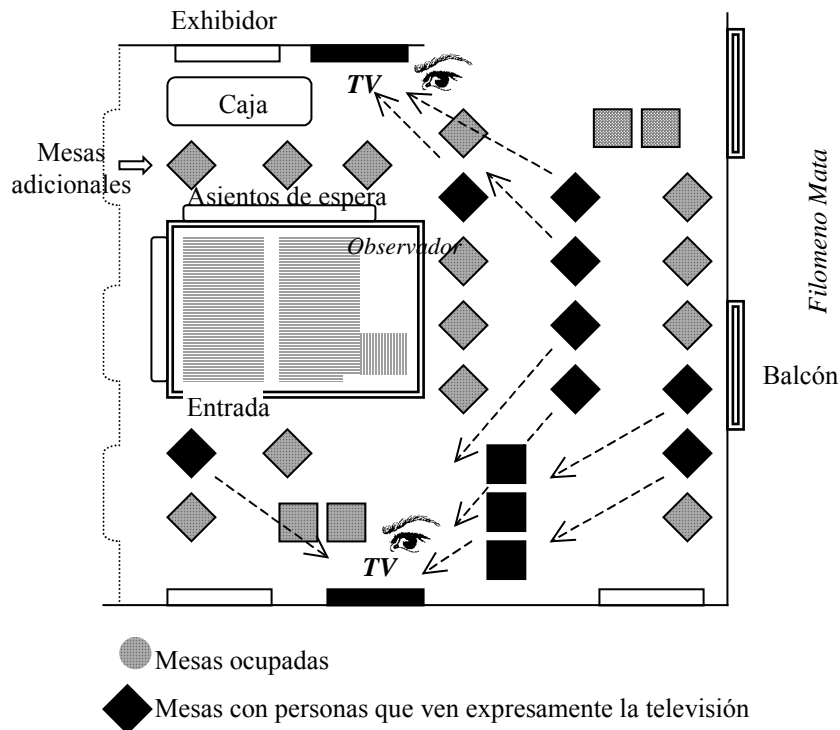 Exhibidor
TV
Caja
Mesas
adicionales
Asientos de espera
Observador
Filomeno Mata
Balcón
Entrada
TV
Mesas ocupadas
Mesas con personas que ven expresamente la televisión